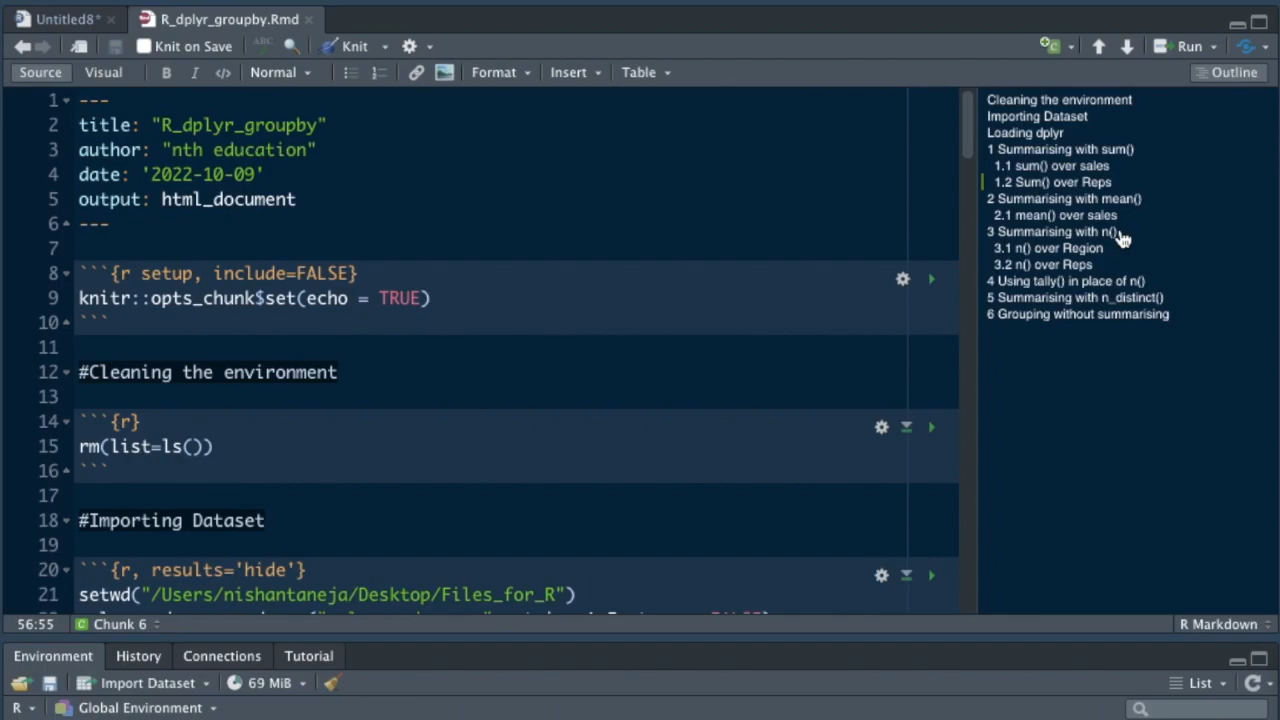 Untitled8*
R_dplyr_groupby.Rmd
Knit on Save
ABC
Knit
Run
Source
Visual
B
I
</>
Normal
Format
Insert
Table
Outline
1 ---
2 title: "R_dplyr_groupby"
3 author: "nth education"
4 date: '2022-10-09'
5 output: html_document
6 ---
7
8 ```{r setup, include=FALSE}
9 knitr::opts_chunk$set(echo = TRUE)
10 ```
11
12 #Cleaning the environment
13
14 ```{r}
15 rm(list=ls())
16 ```
17
18 #Importing Dataset
19
20 ```{r, results='hide'}
21 setwd("/Users/nishantaneja/Desktop/Files_for_R")
Cleaning the environment
Importing Dataset
Loading dplyr
1 Summarising with sum()
1.1 sum() over sales
1.2 Sum() over Reps
2 Summarising with mean()
2.1 mean() over sales
3 Summarising with n()
3.1 n() over Region
3.2 n() over Reps
4 Using tally() in place of n()
5 Summarising with n_distinct()
6 Grouping without summarising
56:55
C Chunk 6
R Markdown
Environment
History
Connections
Tutorial
Import Dataset
69 MiB
List
R
Global Environment